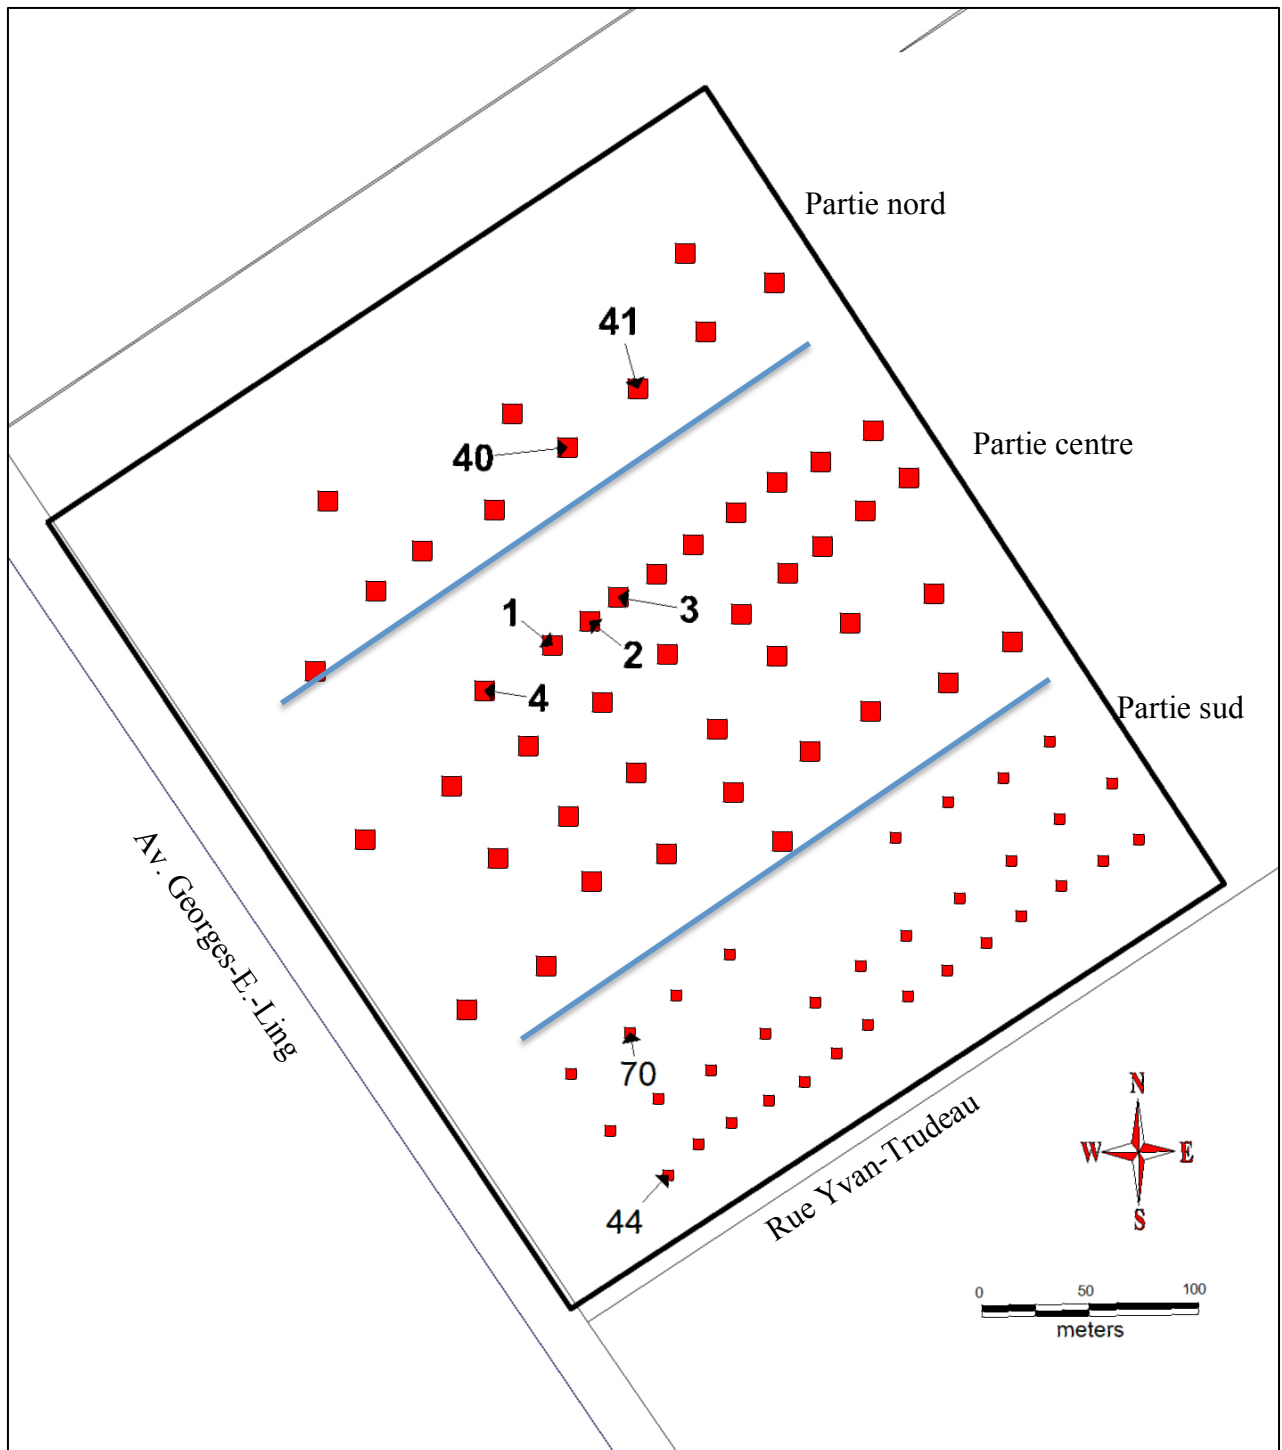 Partie nord
41
40
Partie centre
3
1
2
4
Partie sud
Av. Georges-E.-Ling
70
44
Rue Yvan-Trudeau
N
W E
S
0 50 100
meters